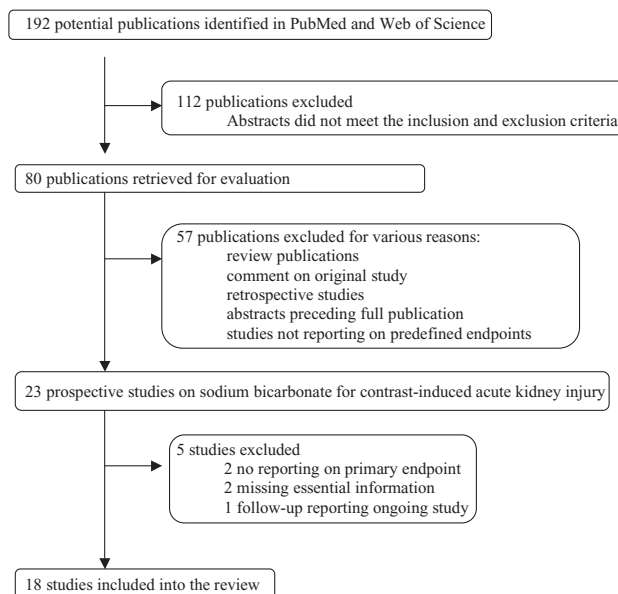 192 potential publications identified in PubMed and Web of Science
112 publications excluded
Abstracts did not meet the inclusion and exclusion criteria
80 publications retrieved for evaluation
57 publications excluded for various reasons:
review publications
comment on original study
retrospective studies
abstracts preceding full publication
studies not reporting on predefined endpoints
23 prospective studies on sodium bicarbonate for contrast-induced acute kidney injury
5 studies excluded
2 no reporting on primary endpoint
2 missing essential information
1 follow-up reporting ongoing study
18 studies included into the review